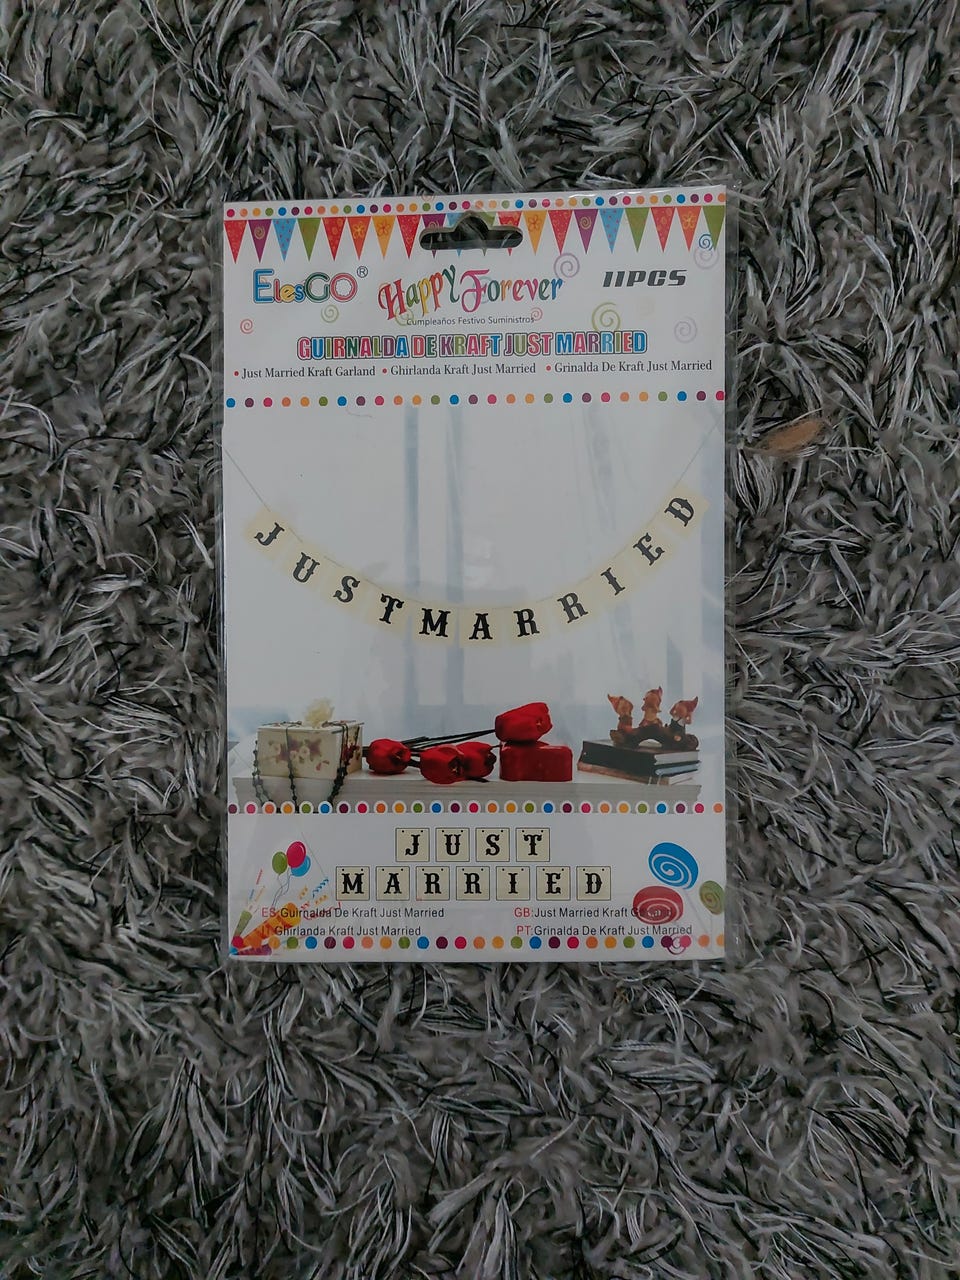 ElesGO®
Happy Forever
11PCS
Cumpleaños Festivo Suministros
GUIRNALDA DE KRAFT JUST MARRIED
• Just Married Kraft Garland • Ghirlanda Kraft Just Married • Grinalda De Kraft Just Married
JUSTMARRIED
JUST
MARRIED
ES:Guirnalda De Kraft Just Married
GB:Just Married Kraft Garland
Ghirlanda Kraft Just Married
PT:Grinalda De Kraft Just Married